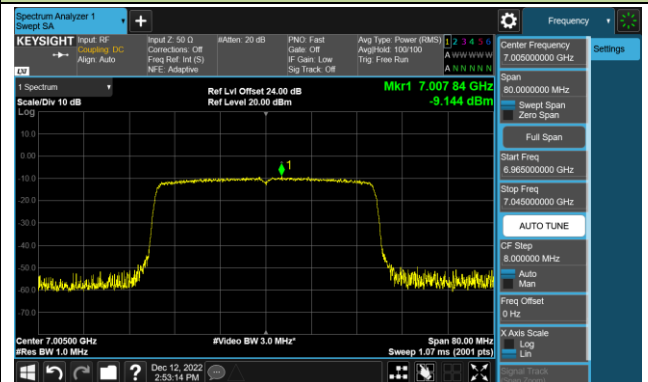 Spectrum Analyzer 1
Swept SA
Frequency
KEYSIGHT
Input: RF
Coupling: DC
Align: Auto
Input Z: 50 Ω
Corrections: Off
Freq Ref: Int (S)
NFE: Adaptive
#Atten: 20 dB
PNO: Fast
Gate: Off
IF Gain: Low
Sig Track: Off
Avg Type: Power (RMS)
Avg|Hold: 100/100
Trig: Free Run
1 2 3 4 5 6
A W W W W W
A N N N N N
LXI
1 Spectrum
Scale/Div 10 dB
Ref Lvl Offset 24.00 dB
Ref Level 20.00 dBm
Mkr1 7.007 84 GHz
-9.144 dBm
Log
10.0
0.00
-10.0
-20.0
-30.0
-40.0
-50.0
-60.0
-70.0
1
Center 7.00500 GHz
#Res BW 1.0 MHz
#Video BW 3.0 MHz*
Span 80.00 MHz
Sweep 1.07 ms (2001 pts)
Dec 12, 2022
2:53:14 PM
Center Frequency
7.005000000 GHz
Settings
Span
80.0000000 MHz
Swept Span
Zero Span
Full Span
Start Freq
6.965000000 GHz
Stop Freq
7.045000000 GHz
AUTO TUNE
CF Step
8.000000 MHz
Auto
Man
Freq Offset
0 Hz
X Axis Scale
Log
Lin
Signal Track